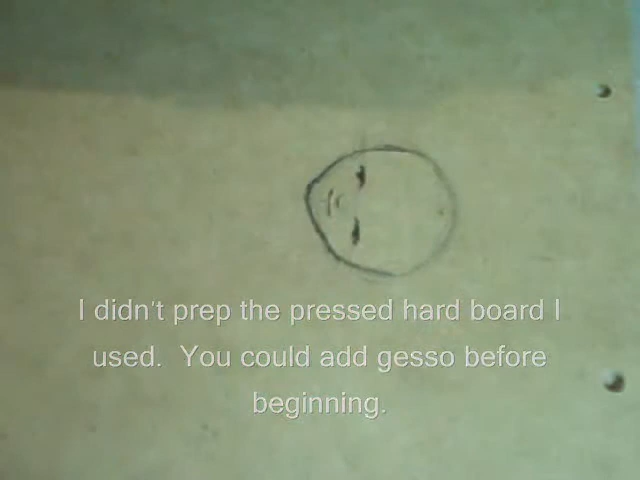 I didn't prep the pressed hard board I
used.  You could add gesso before
beginning.